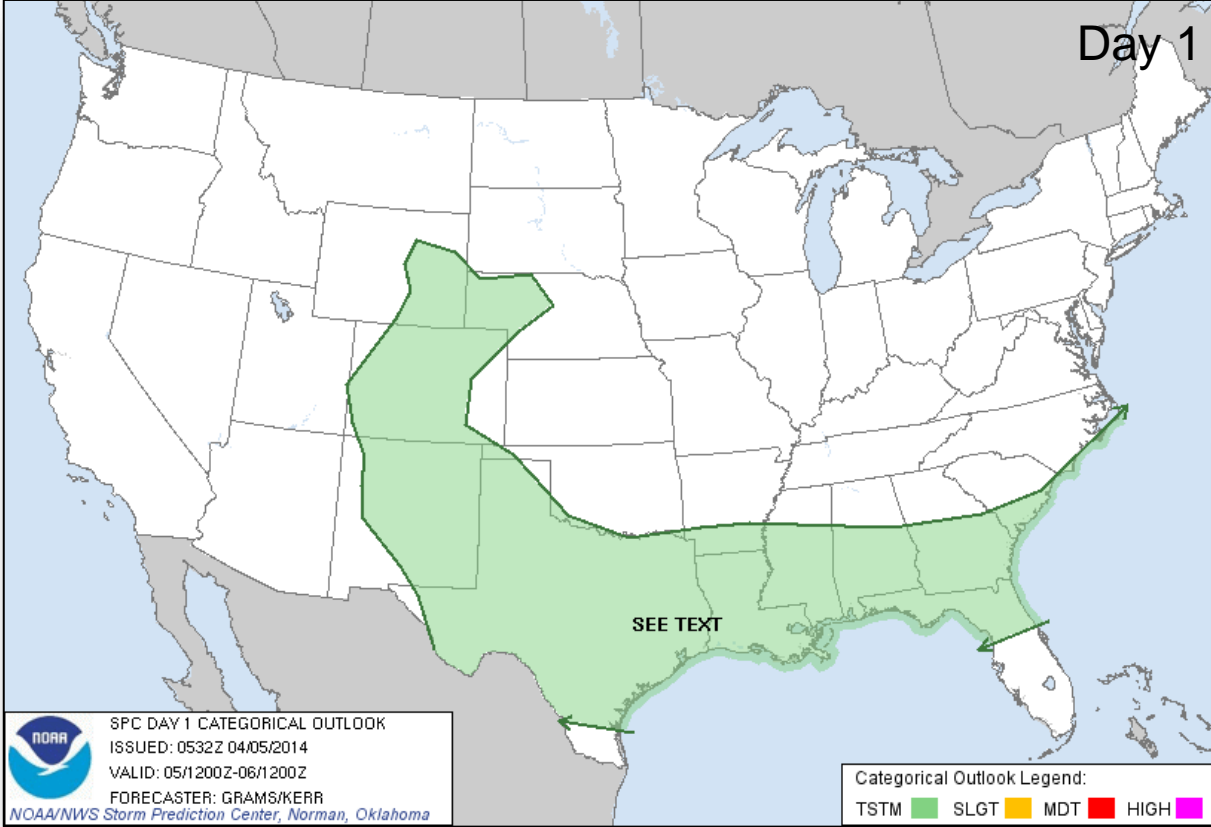 Day 1
SEE TEXT
NOAA
SPC DAY 1 CATEGORICAL OUTLOOK
ISSUED: 0532Z 04/05/2014
VALID: 05/1200Z-06/1200Z
FORECASTER: GRAMS/KERR
NOAA/NWS Storm Prediction Center, Norman, Oklahoma
Categorical Outlook Legend:
TSTM SLGT MDT HIGH